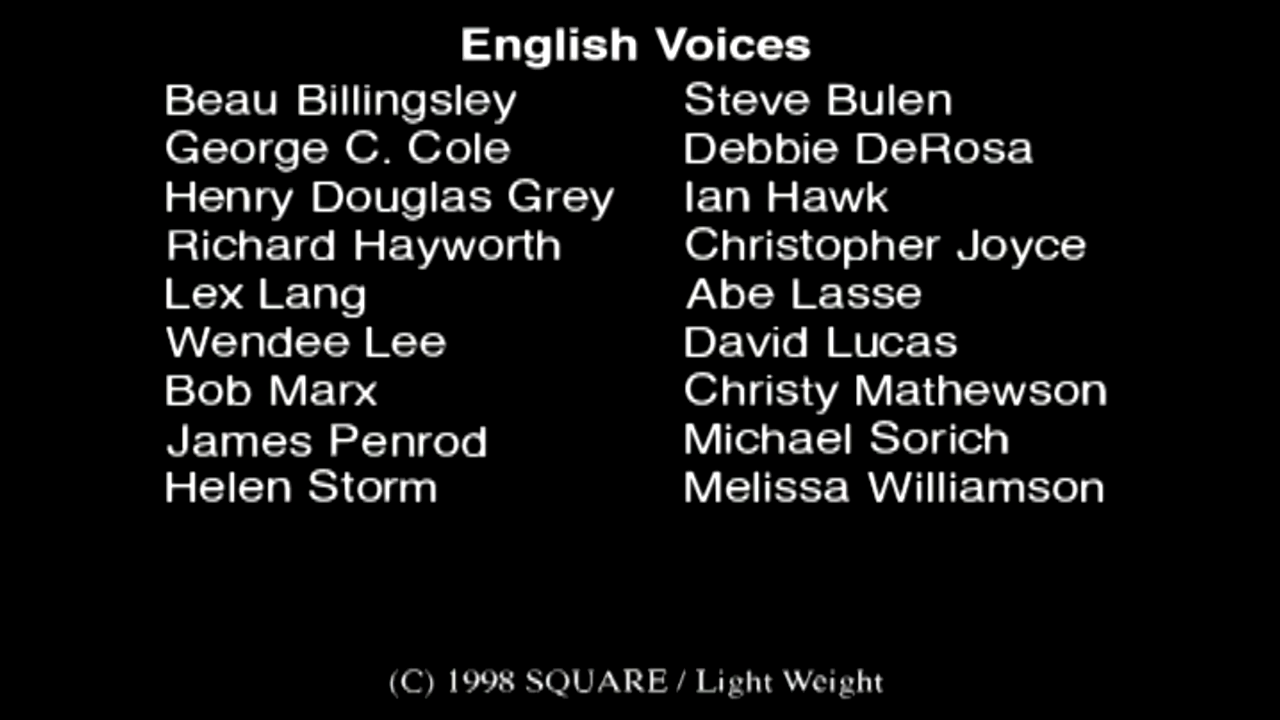 English Voices
Beau Billingsley
George C. Cole
Henry Douglas Grey
Richard Hayworth
Lex Lang
Wendee Lee
Bob Marx
James Penrod
Helen Storm
Steve Bulen
Debbie DeRosa
Ian Hawk
Christopher Joyce
Abe Lasse
David Lucas
Christy Mathewson
Michael Sorich
Melissa Williamson
(C) 1998 SQUARE / Light Weight